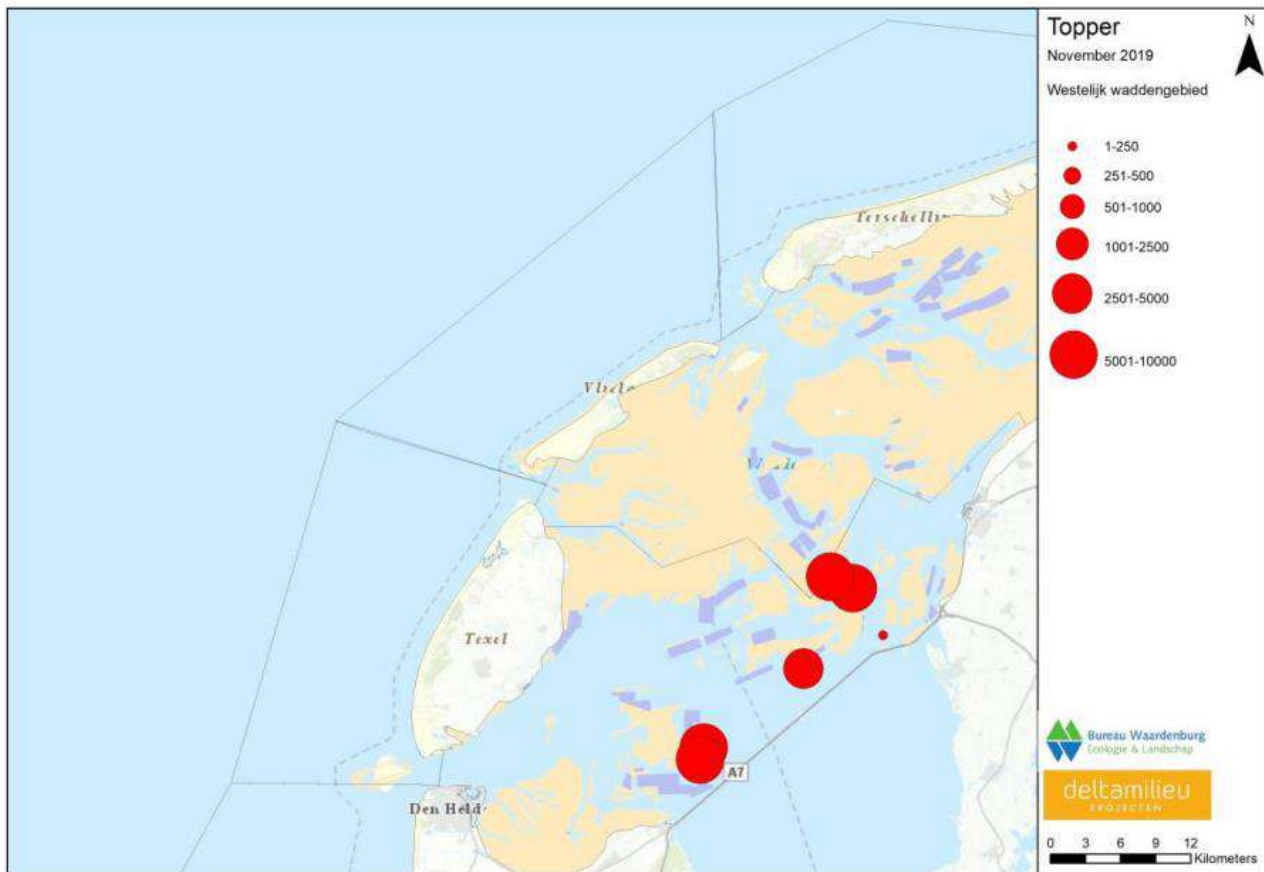 Topper
N
November 2019
Westelijk waddengebied
1-250
251-500
501-1000
1001-2500
2501-5000
5001-10000
Terschellin
Texel
A7
Den Held
Bureau Waardenburg
Ecologie & Landschap
deltamilieu
PROJECTEN
0 3 6 9 12
Kilometers